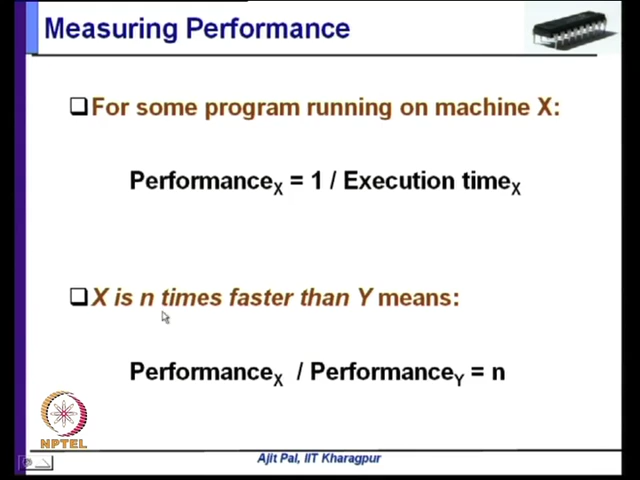 Measuring Performance
For some program running on machine X:
PerformanceX = 1 / Execution timeX
X is n times faster than Y means:
PerformanceX / PerformanceY = n
NPTEL
Ajit Pal, IIT Kharagpur